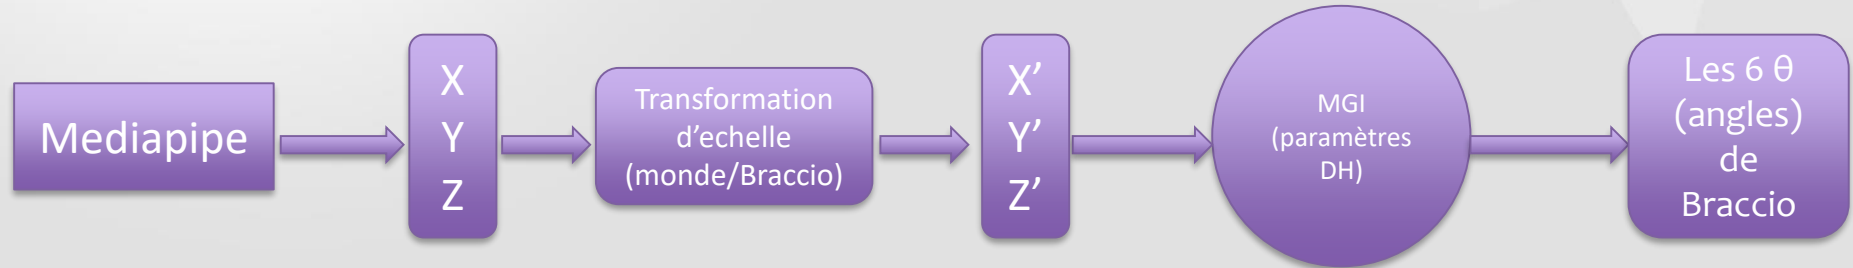 Mediapipe
X
Y
Z
Transformation
d'echelle
(monde/Braccio)
X'
Y'
Z'
MGI
(paramètres
DH)
Les 6 θ
(angles)
de
Braccio